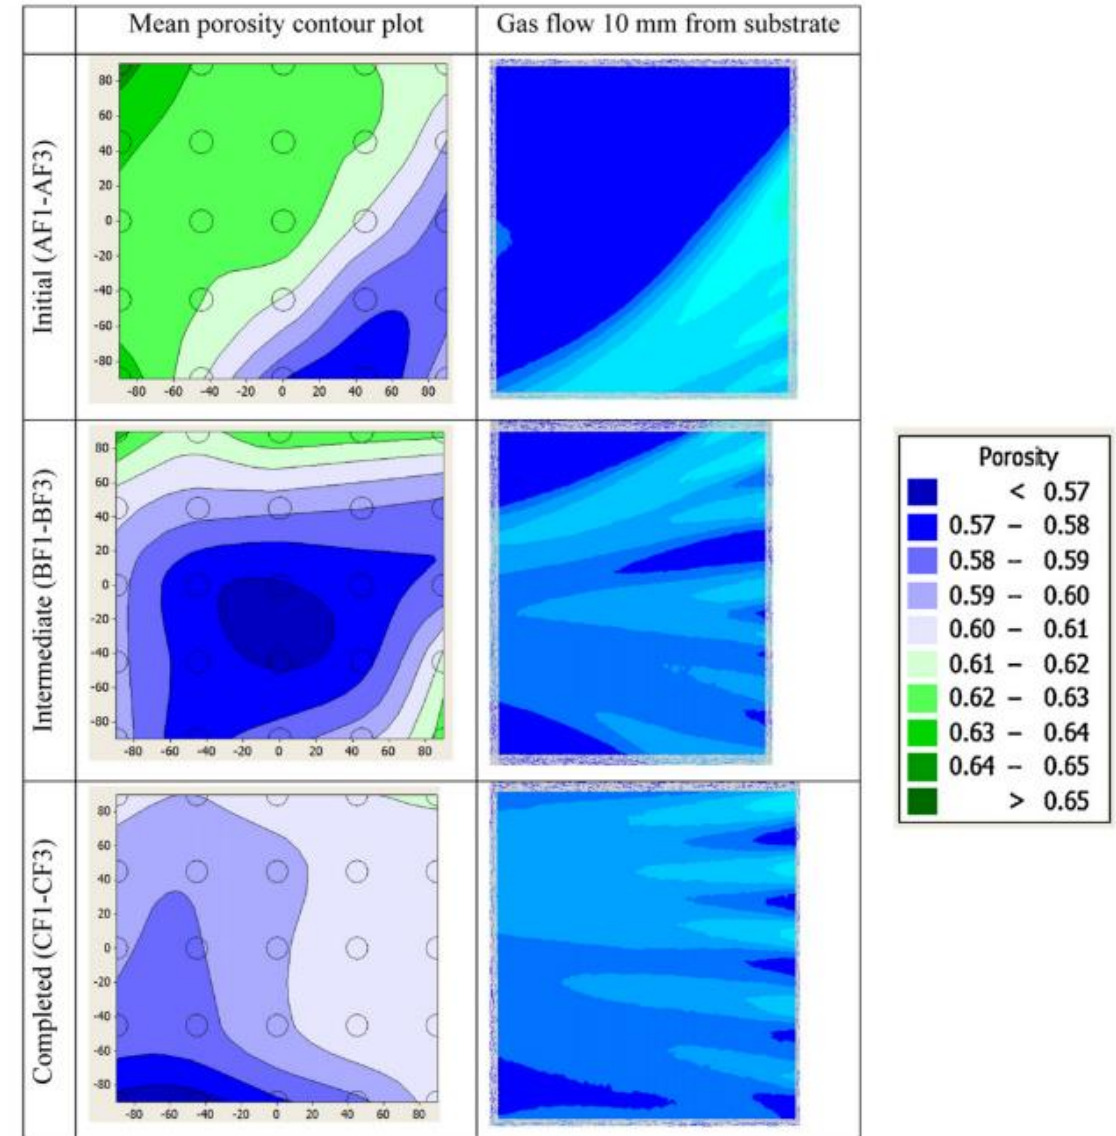 Mean porosity contour plot
Gas flow 10 mm from substrate
Initial (AF1-AF3)
80
60
40
20
0
-20
-40
-60
-80
-80 -60 -40 -20 0 20 40 60 80
Intermediate (BF1-BF3)
80
60
40
20
0
-20
-40
-60
-80
-80 -60 -40 -20 0 20 40 60 80
Completed (CF1-CF3)
80
60
40
20
0
-20
-40
-60
-80
-80 -60 -40 -20 0 20 40 60 80
Porosity
< 0.57
0.57 – 0.58
0.58 – 0.59
0.59 – 0.60
0.60 – 0.61
0.61 – 0.62
0.62 – 0.63
0.63 – 0.64
0.64 – 0.65
> 0.65